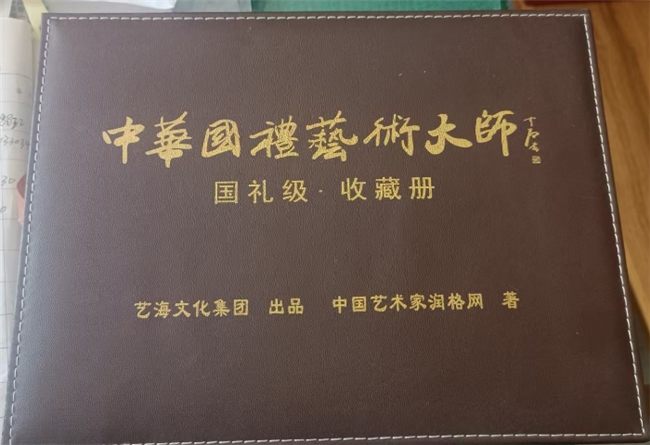 中華國禮藝術大師
国礼级·收藏册
艺海文化集团 出品 中国艺术家润格网 著